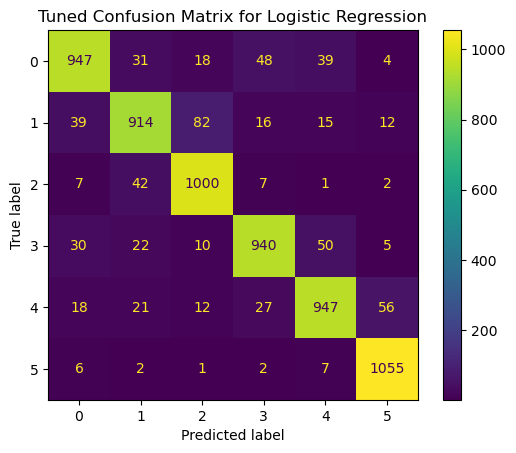 Tuned Confusion Matrix for Logistic Regression
0 947 31 18 48 39 4
1 39 914 82 16 15 12
2 7 42 1000 7 1 2
3 30 22 10 940 50 5
4 18 21 12 27 947 56
5 6 2 1 2 7 1055
0 1 2 3 4 5
Predicted label
True label
1000
800
600
400
200